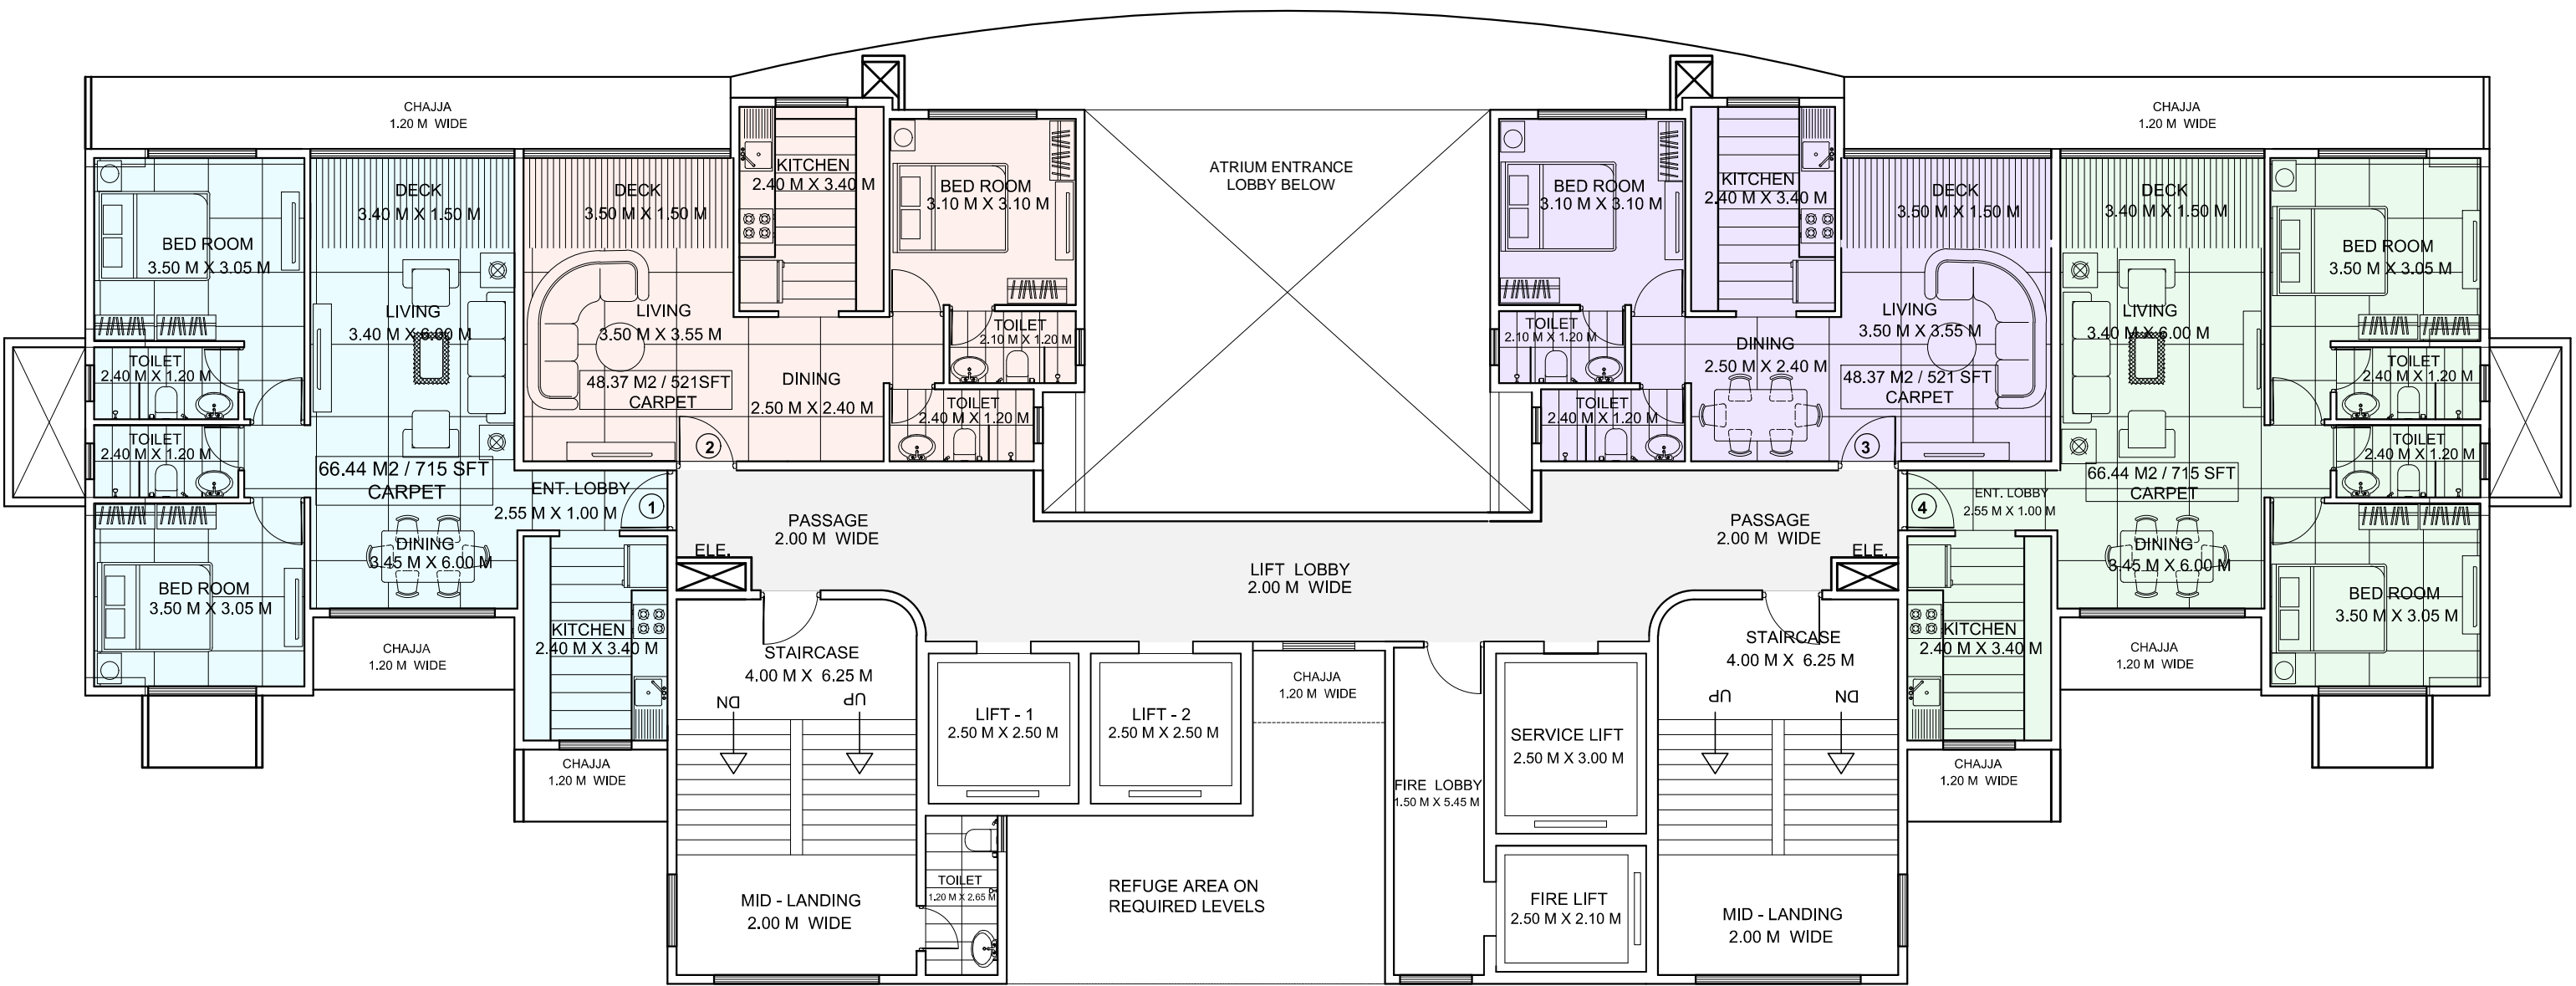 CHAJJA
1.20 M WIDE
CHAJJA
1.20 M WIDE
ATRIUM ENTRANCE
LOBBY BELOW
BED ROOM
3.50 M X 3.05 M
DECK
3.40 M X 1.50 M
LIVING
3.40 M X 6.00 M
TOILET
2.40 M X 1.20 M
TOILET
2.40 M X 1.20 M
66.44 M2 / 715 SFT
CARPET
ENT. LOBBY
2.55 M X 1.00 M
1
DINING
3.45 M X 6.00 M
BED ROOM
3.50 M X 3.05 M
KITCHEN
2.40 M X 3.40 M
CHAJJA
1.20 M WIDE
CHAJJA
1.20 M WIDE
DECK
3.50 M X 1.50 M
KITCHEN
2.40 M X 3.40 M
BED ROOM
3.10 M X 3.10 M
LIVING
3.50 M X 3.55 M
TOILET
2.10 M X 1.20 M
48.37 M2 / 521SFT
CARPET
DINING
2.50 M X 2.40 M
TOILET
2.40 M X 1.20 M
2
BED ROOM
3.10 M X 3.10 M
KITCHEN
2.40 M X 3.40 M
DECK
3.50 M X 1.50 M
LIVING
3.50 M X 3.55 M
TOILET
2.10 M X 1.20 M
DINING
2.50 M X 2.40 M
48.37 M2 / 521 SFT
CARPET
TOILET
2.40 M X 1.20 M
3
DECK
3.40 M X 1.50 M
BED ROOM
3.50 M X 3.05 M
LIVING
3.40 M X 6.00 M
TOILET
2.40 M X 1.20 M
TOILET
2.40 M X 1.20 M
66.44 M2 / 715 SFT
CARPET
4
ENT. LOBBY
2.55 M X 1.00 M
DINING
3.45 M X 6.00 M
BED ROOM
3.50 M X 3.05 M
KITCHEN
2.40 M X 3.40 M
CHAJJA
1.20 M WIDE
CHAJJA
1.20 M WIDE
PASSAGE
2.00 M WIDE
ELE.
LIFT LOBBY
2.00 M WIDE
PASSAGE
2.00 M WIDE
ELE.
STAIRCASE
4.00 M X 6.25 M
DN
UP
LIFT - 1
2.50 M X 2.50 M
LIFT - 2
2.50 M X 2.50 M
CHAJJA
1.20 M WIDE
FIRE LOBBY
1.50 M X 5.45 M
SERVICE LIFT
2.50 M X 3.00 M
STAIRCASE
4.00 M X 6.25 M
UP
DN
MID - LANDING
2.00 M WIDE
TOILET
1.20 M X 2.65 M
REFUGE AREA ON
REQUIRED LEVELS
FIRE LIFT
2.50 M X 2.10 M
MID - LANDING
2.00 M WIDE